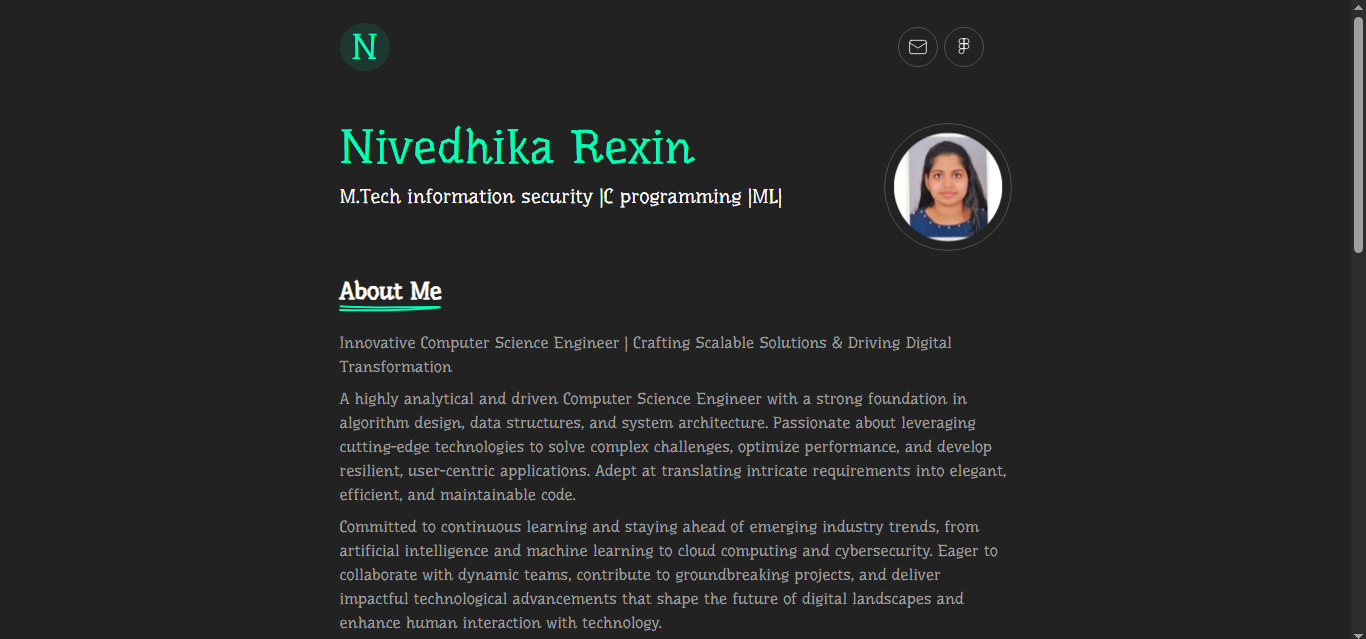 N
Nivedhika Rexin
M.Tech information security |C programming |ML|
About Me
Innovative Computer Science Engineer | Crafting Scalable Solutions & Driving Digital
Transformation
A highly analytical and driven Computer Science Engineer with a strong foundation in
algorithm design, data structures, and system architecture. Passionate about leveraging
cutting-edge technologies to solve complex challenges, optimize performance, and develop
resilient, user-centric applications. Adept at translating intricate requirements into elegant,
efficient, and maintainable code.
Committed to continuous learning and staying ahead of emerging industry trends, from
artificial intelligence and machine learning to cloud computing and cybersecurity. Eager to
collaborate with dynamic teams, contribute to groundbreaking projects, and deliver
impactful technological advancements that shape the future of digital landscapes and
enhance human interaction with technology.